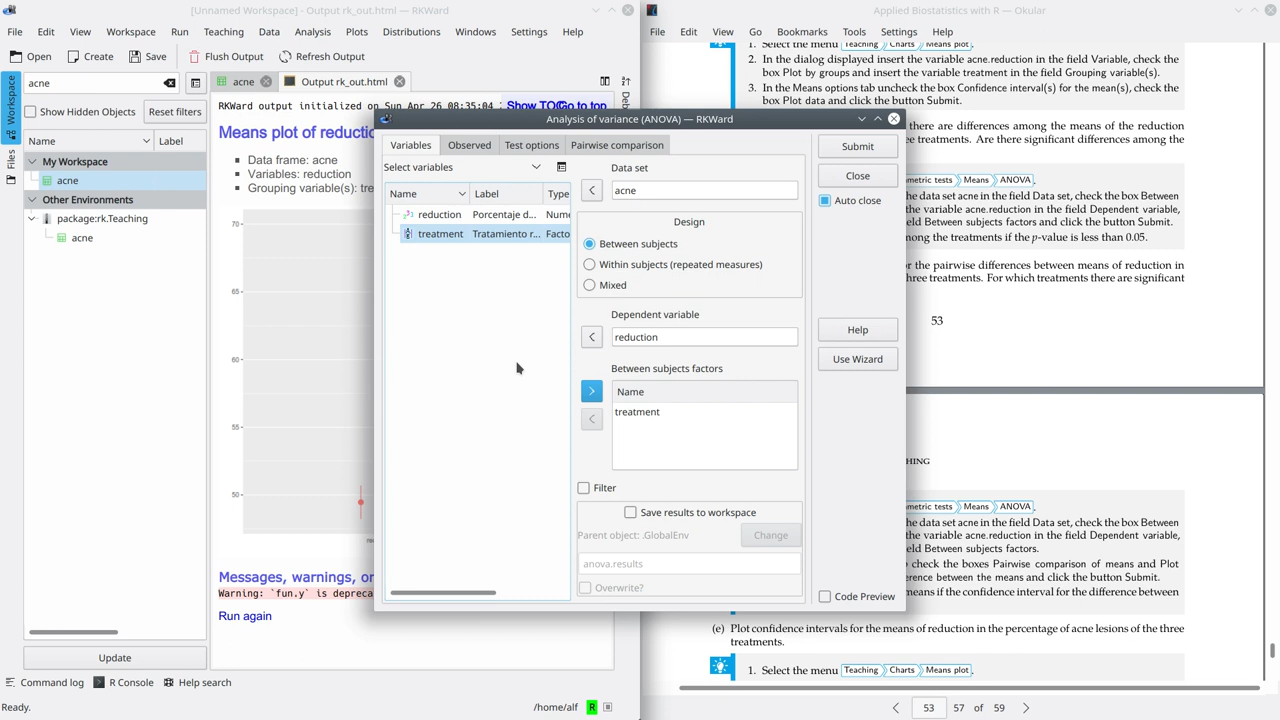 [Unnamed Workspace] - Output rk_out.html — RKWard
File Edit View Workspace Run Teaching Data Analysis Plots Distributions Windows Settings Help
Open Create Save Flush Output Refresh Output
Workspace
Files
acne
Show Hidden Objects Reset filters
Name Label
My Workspace
acne
Other Environments
package:rk.Teaching
acne
Update
acne Output rk_out.html
RKWard output initialized on Sun Apr 26 08:35:04
Show TOC Go to top
Means plot of reductio
Data frame: acne
Variables: reduction
Grouping variable(s): tre
70
65
60
55
50
Messages, warnings, or
Warning: `fun.y` is depreca
Run again
Command log R Console Help search
Ready.
/home/alf R
Analysis of variance (ANOVA) — RKWard
Variables Observed Test options Pairwise comparison
Select variables
Name Label Type
reduction Porcentaje d... Nume
treatment Tratamiento r... Facto
Data set
acne
Design
Between subjects
Within subjects (repeated measures)
Mixed
Dependent variable
reduction
Between subjects factors
Name
treatment
Filter
Save results to workspace
Parent object: .GlobalEnv Change
anova.results
Overwrite?
Submit
Close
Auto close
Help
Use Wizard
Code Preview
Applied Biostatistics with R — Okular
File Edit View Go Bookmarks Tools Settings Help
1. Select the menu Teaching Charts Means plot.
2. In the dialog displayed insert the variable acne.reduction in the field Variable, check the
box Plot by groups and insert the variable treatment in the field Grouping variable(s).
3. In the Means options tab uncheck the box Confidence interval(s) for the mean(s), check the
box Plot data and click the button Submit.
there are differences among the means of the reduction
ee treatments. Are there significant differences among the
ametric tests Means ANOVA.
he data set acne in the field Data set, check the box Between
he variable acne.reduction in the field Dependent variable,
eld Between subjects factors and click the button Submit.
mong the treatments if the p-value is less than 0.05.
or the pairwise differences between means of reduction in
hree treatments. For which treatments there are significant
53
HING
ametric tests Means ANOVA.
he data set acne in the field Data set, check the box Between
he variable acne.reduction in the field Dependent variable,
eld Between subjects factors.
check the boxes Pairwise comparison of means and Plot
erence between the means and click the button Submit.
means if the confidence interval for the difference between
(e) Plot confidence intervals for the means of reduction in the percentage of acne lesions of the three
treatments.
1. Select the menu Teaching Charts Means plot.
53 57 of 59